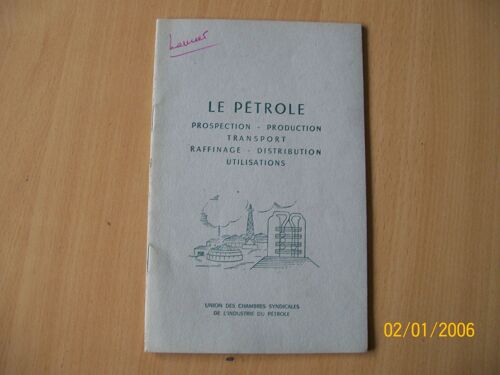 LE PÉTROLE
PROSPECTION - PRODUCTION
TRANSPORT
RAFFINAGE - DISTRIBUTION
UTILISATIONS
UNION DES CHAMBRES SYNDICALES
DE L'INDUSTRIE DU PÉTROLE
02/01/2006